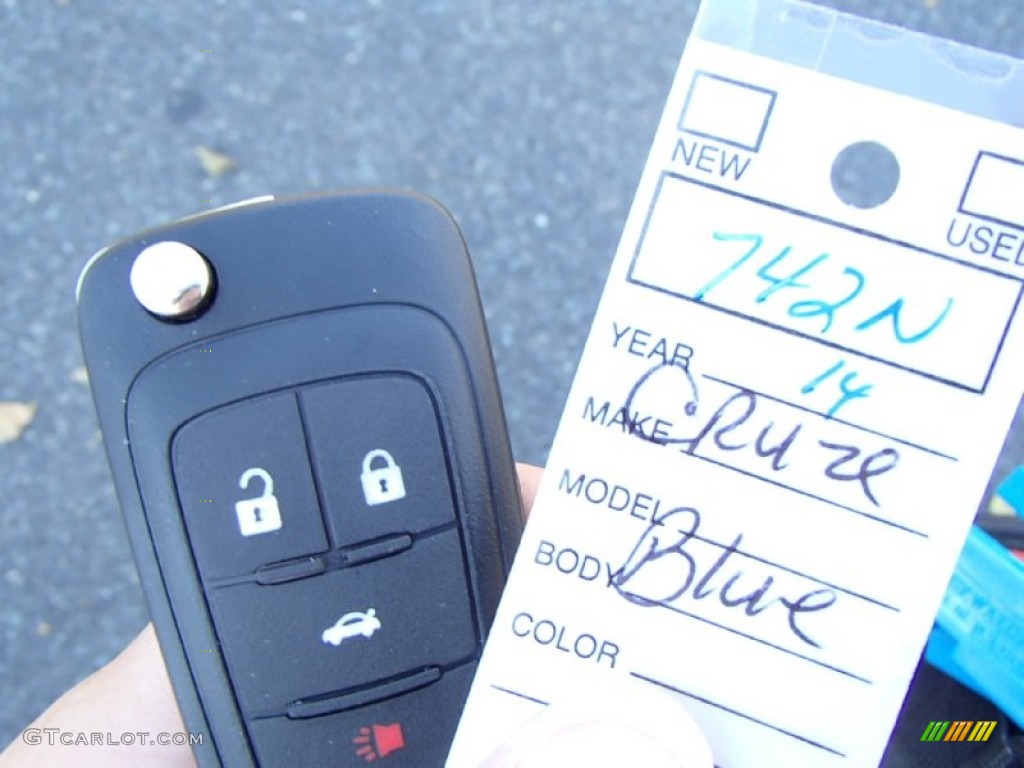 NEW
USED
742N
YEAR 14
MAKE Cruze
MODEL
BODY Blue
COLOR
GTCARLOT.COM